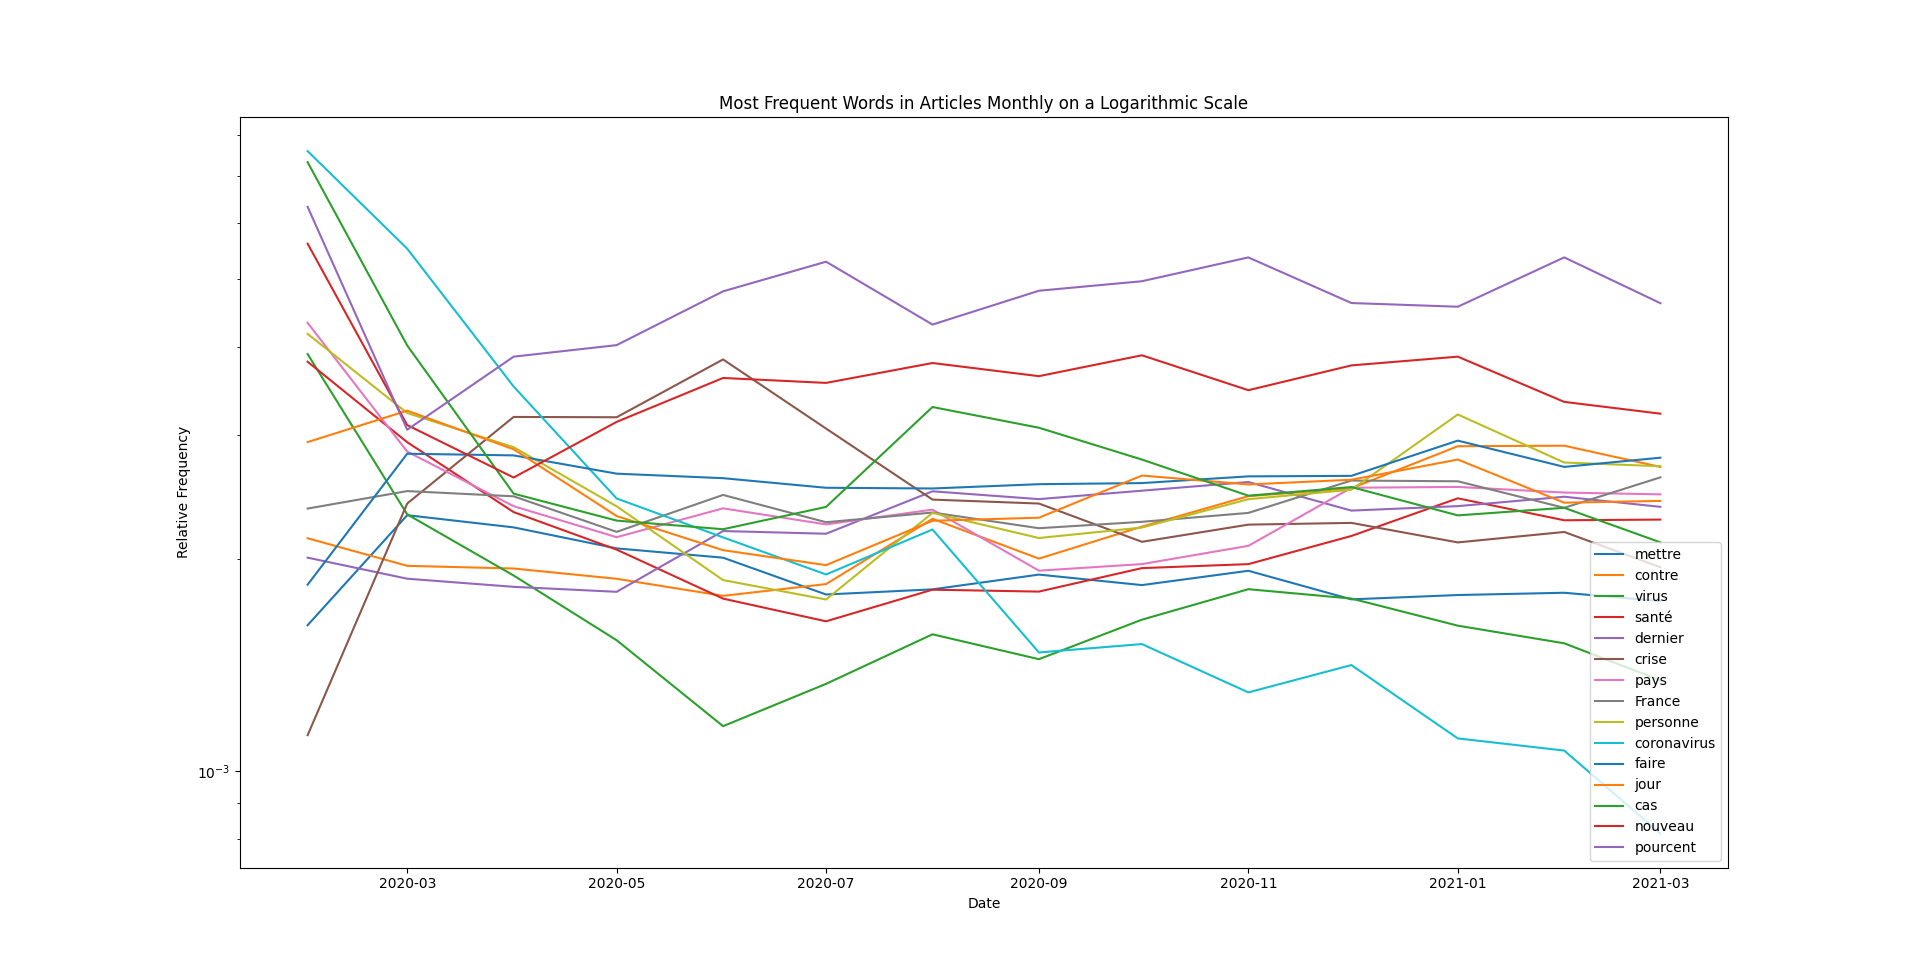 Most Frequent Words in Articles Monthly on a Logarithmic Scale
Relative Frequency
10⁻³
2020-03 2020-05 2020-07 2020-09 2020-11 2021-01 2021-03
Date
mettre
contre
virus
santé
dernier
crise
pays
France
personne
coronavirus
faire
jour
cas
nouveau
pourcent